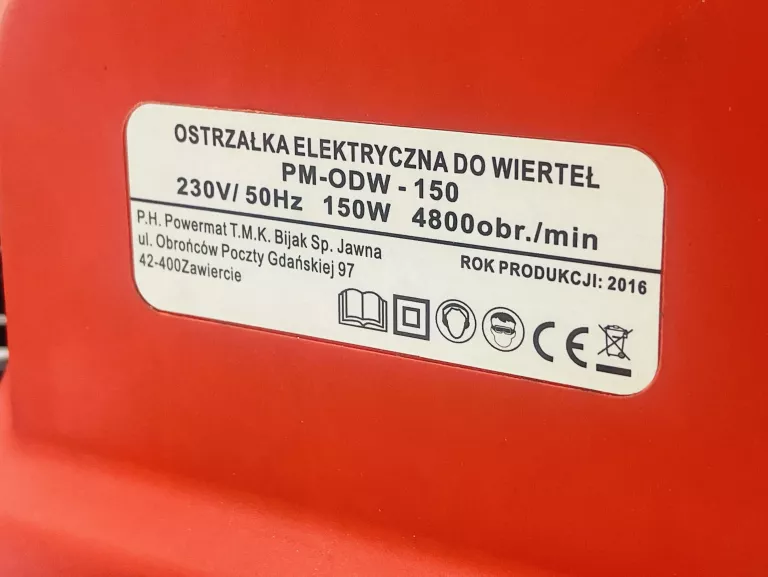 OSTRZAŁKA ELEKTRYCZNA DO WIERTEŁ
PM-ODW - 150
230V/ 50Hz 150W 4800obr./min
P.H. Powermat T.M.K. Bijak Sp. Jawna
ul. Obrońców Poczty Gdańskiej 97
42-400Zawiercie
ROK PRODUKCJI: 2016
CE